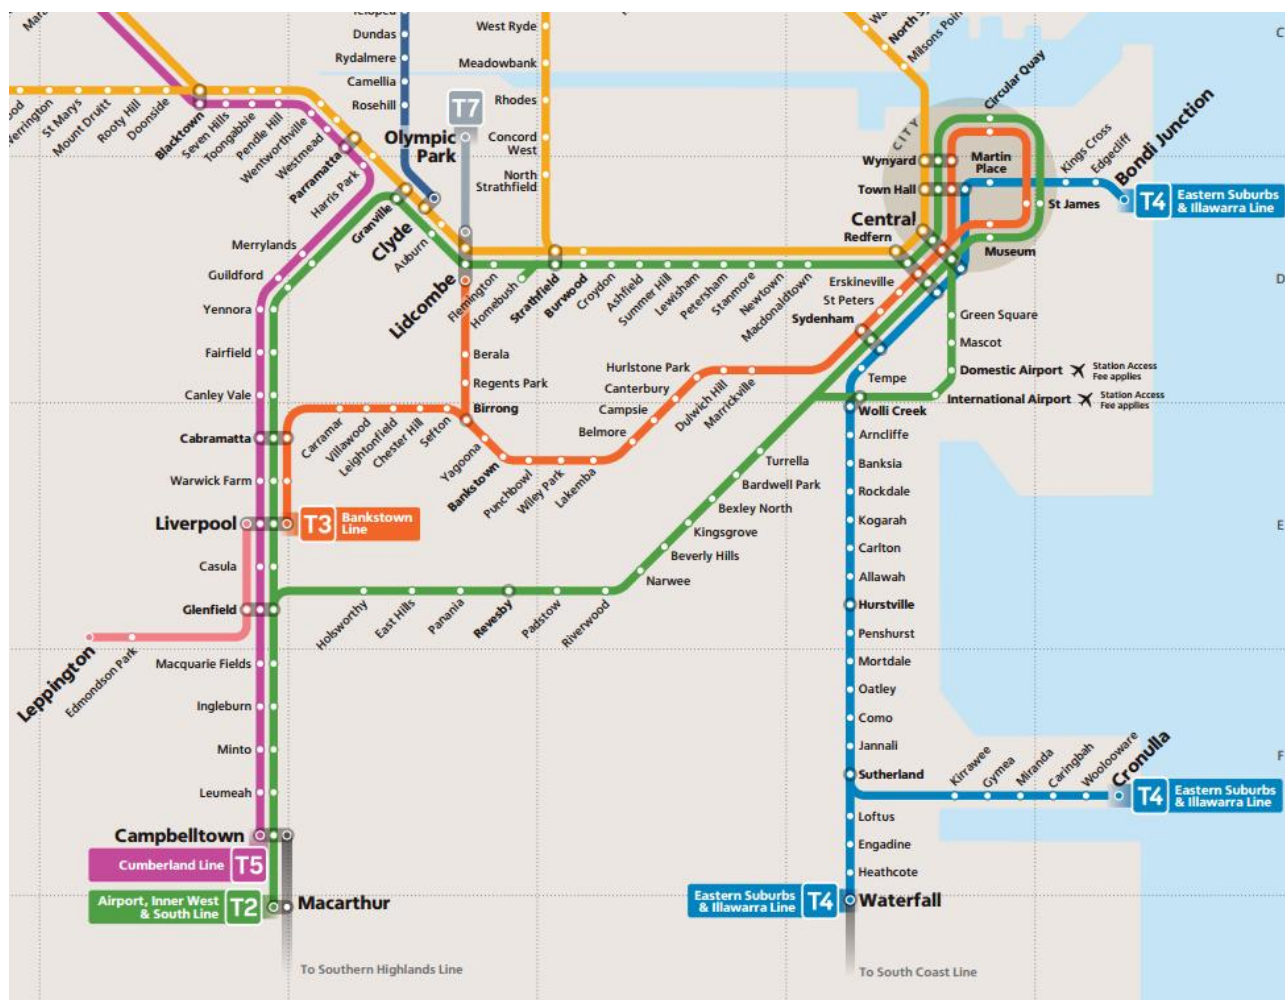 Dundas
Rydalmere
Camellia
Rosehill
Olympic
Park
T7
West Ryde
Meadowbank
Rhodes
Concord
West
North
Strathfield
Milsons Point
Circular Quay
CITY
Wynyard
Town Hall
Central
Redfern
Martin
Place
St James
Museum
Kings Cross
Edgecliff
Bondi Junction
T4
Eastern Suburbs
& Illawarra Line
St Marys
Mount Druitt
Rooty Hill
Doonside
Blacktown
Seven Hills
Toongabbie
Pendle Hill
Wentworthville
Westmead
Parramatta
Harris Park
Granville
Clyde
Auburn
Lidcombe
Flemington
Homebush
Strathfield
Burwood
Croydon
Ashfield
Summer Hill
Lewisham
Petersham
Stanmore
Newtown
Macdonaldtown
Erskineville
St Peters
Sydenham
Green Square
Mascot
Domestic Airport
Station Access
Fee applies
International Airport
Station Access
Fee applies
Merrylands
Guildford
Yennora
Fairfield
Canley Vale
Cabramatta
Warwick Farm
Liverpool
T3
Bankstown
Line
Casula
Glenfield
Leppington
Edmondson Park
Macquarie Fields
Ingleburn
Minto
Leumeah
Campbelltown
Cumberland Line
T5
Airport, Inner West
& South Line
T2
Macarthur
To Southern Highlands Line
Berala
Regents Park
Birrong
Carramar
Villawood
Leightonfield
Chester Hill
Sefton
Yagoona
Bankstown
Punchbowl
Wiley Park
Lakemba
Belmore
Campsie
Canterbury
Hurlstone Park
Dulwich Hill
Marrickville
Holsworthy
East Hills
Panania
Revesby
Padstow
Riverwood
Narwee
Beverly Hills
Kingsgrove
Bexley North
Bardwell Park
Turrella
Tempe
Wolli Creek
Arncliffe
Banksia
Rockdale
Kogarah
Carlton
Allawah
Hurstville
Penshurst
Mortdale
Oatley
Como
Jannali
Sutherland
Kirrawee
Gymea
Miranda
Caringbah
Woolooware
Cronulla
T4
Eastern Suburbs
& Illawarra Line
Loftus
Engadine
Heathcote
Eastern Suburbs
& Illawarra Line
T4
Waterfall
To South Coast Line
C
D
E
F